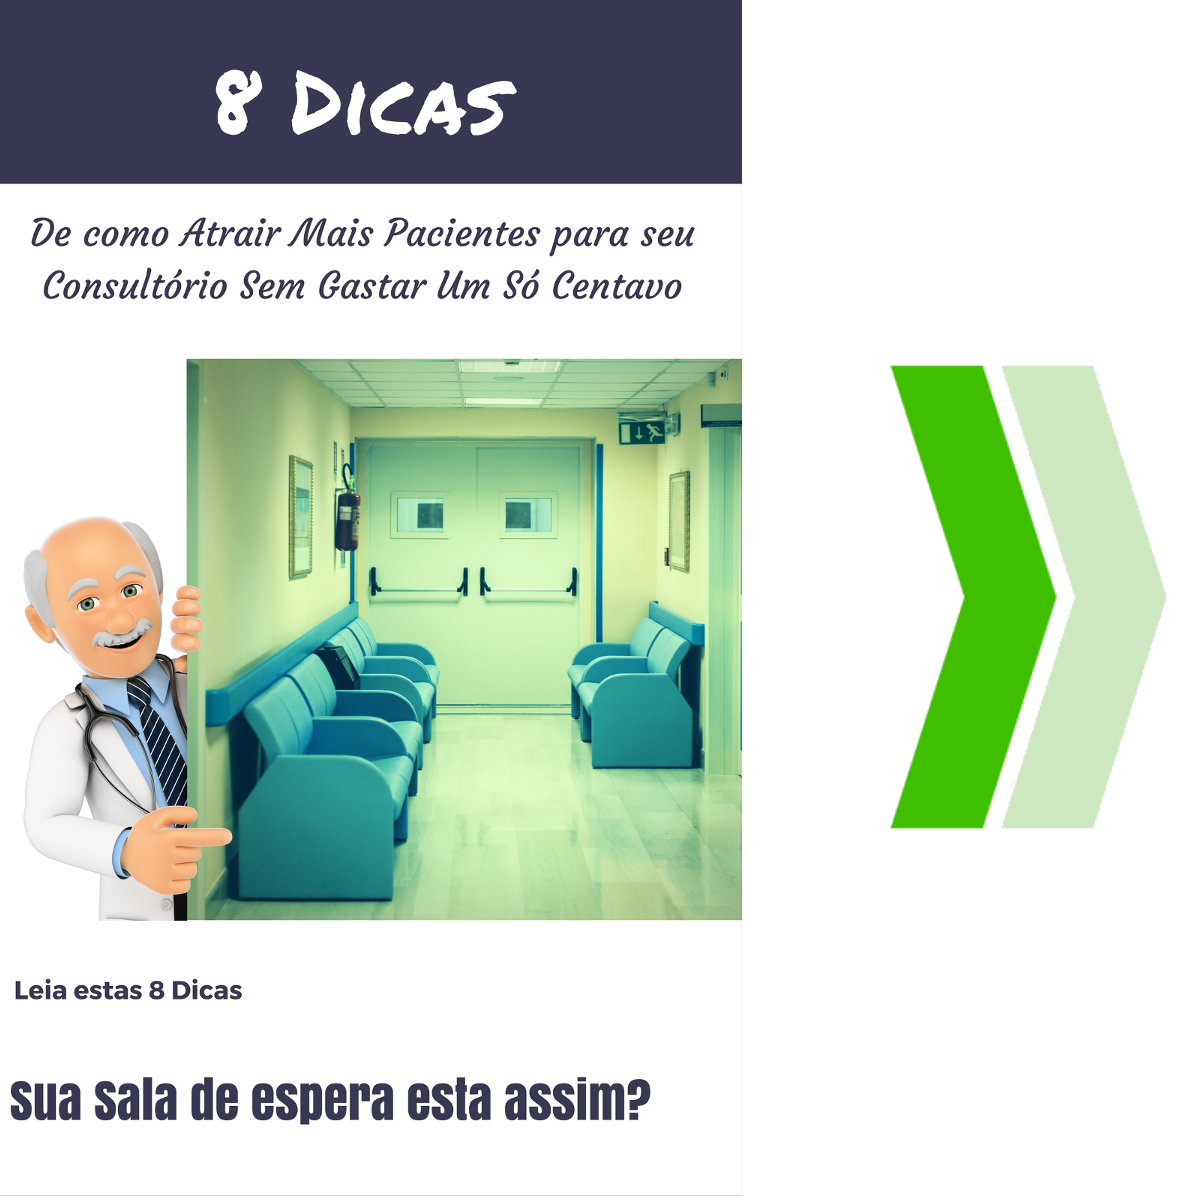 8 Dicas
De como Atrair Mais Pacientes para seu
Consultório Sem Gastar Um Só Centavo
Leia estas 8 Dicas
Sua Sala de espera esta assim?